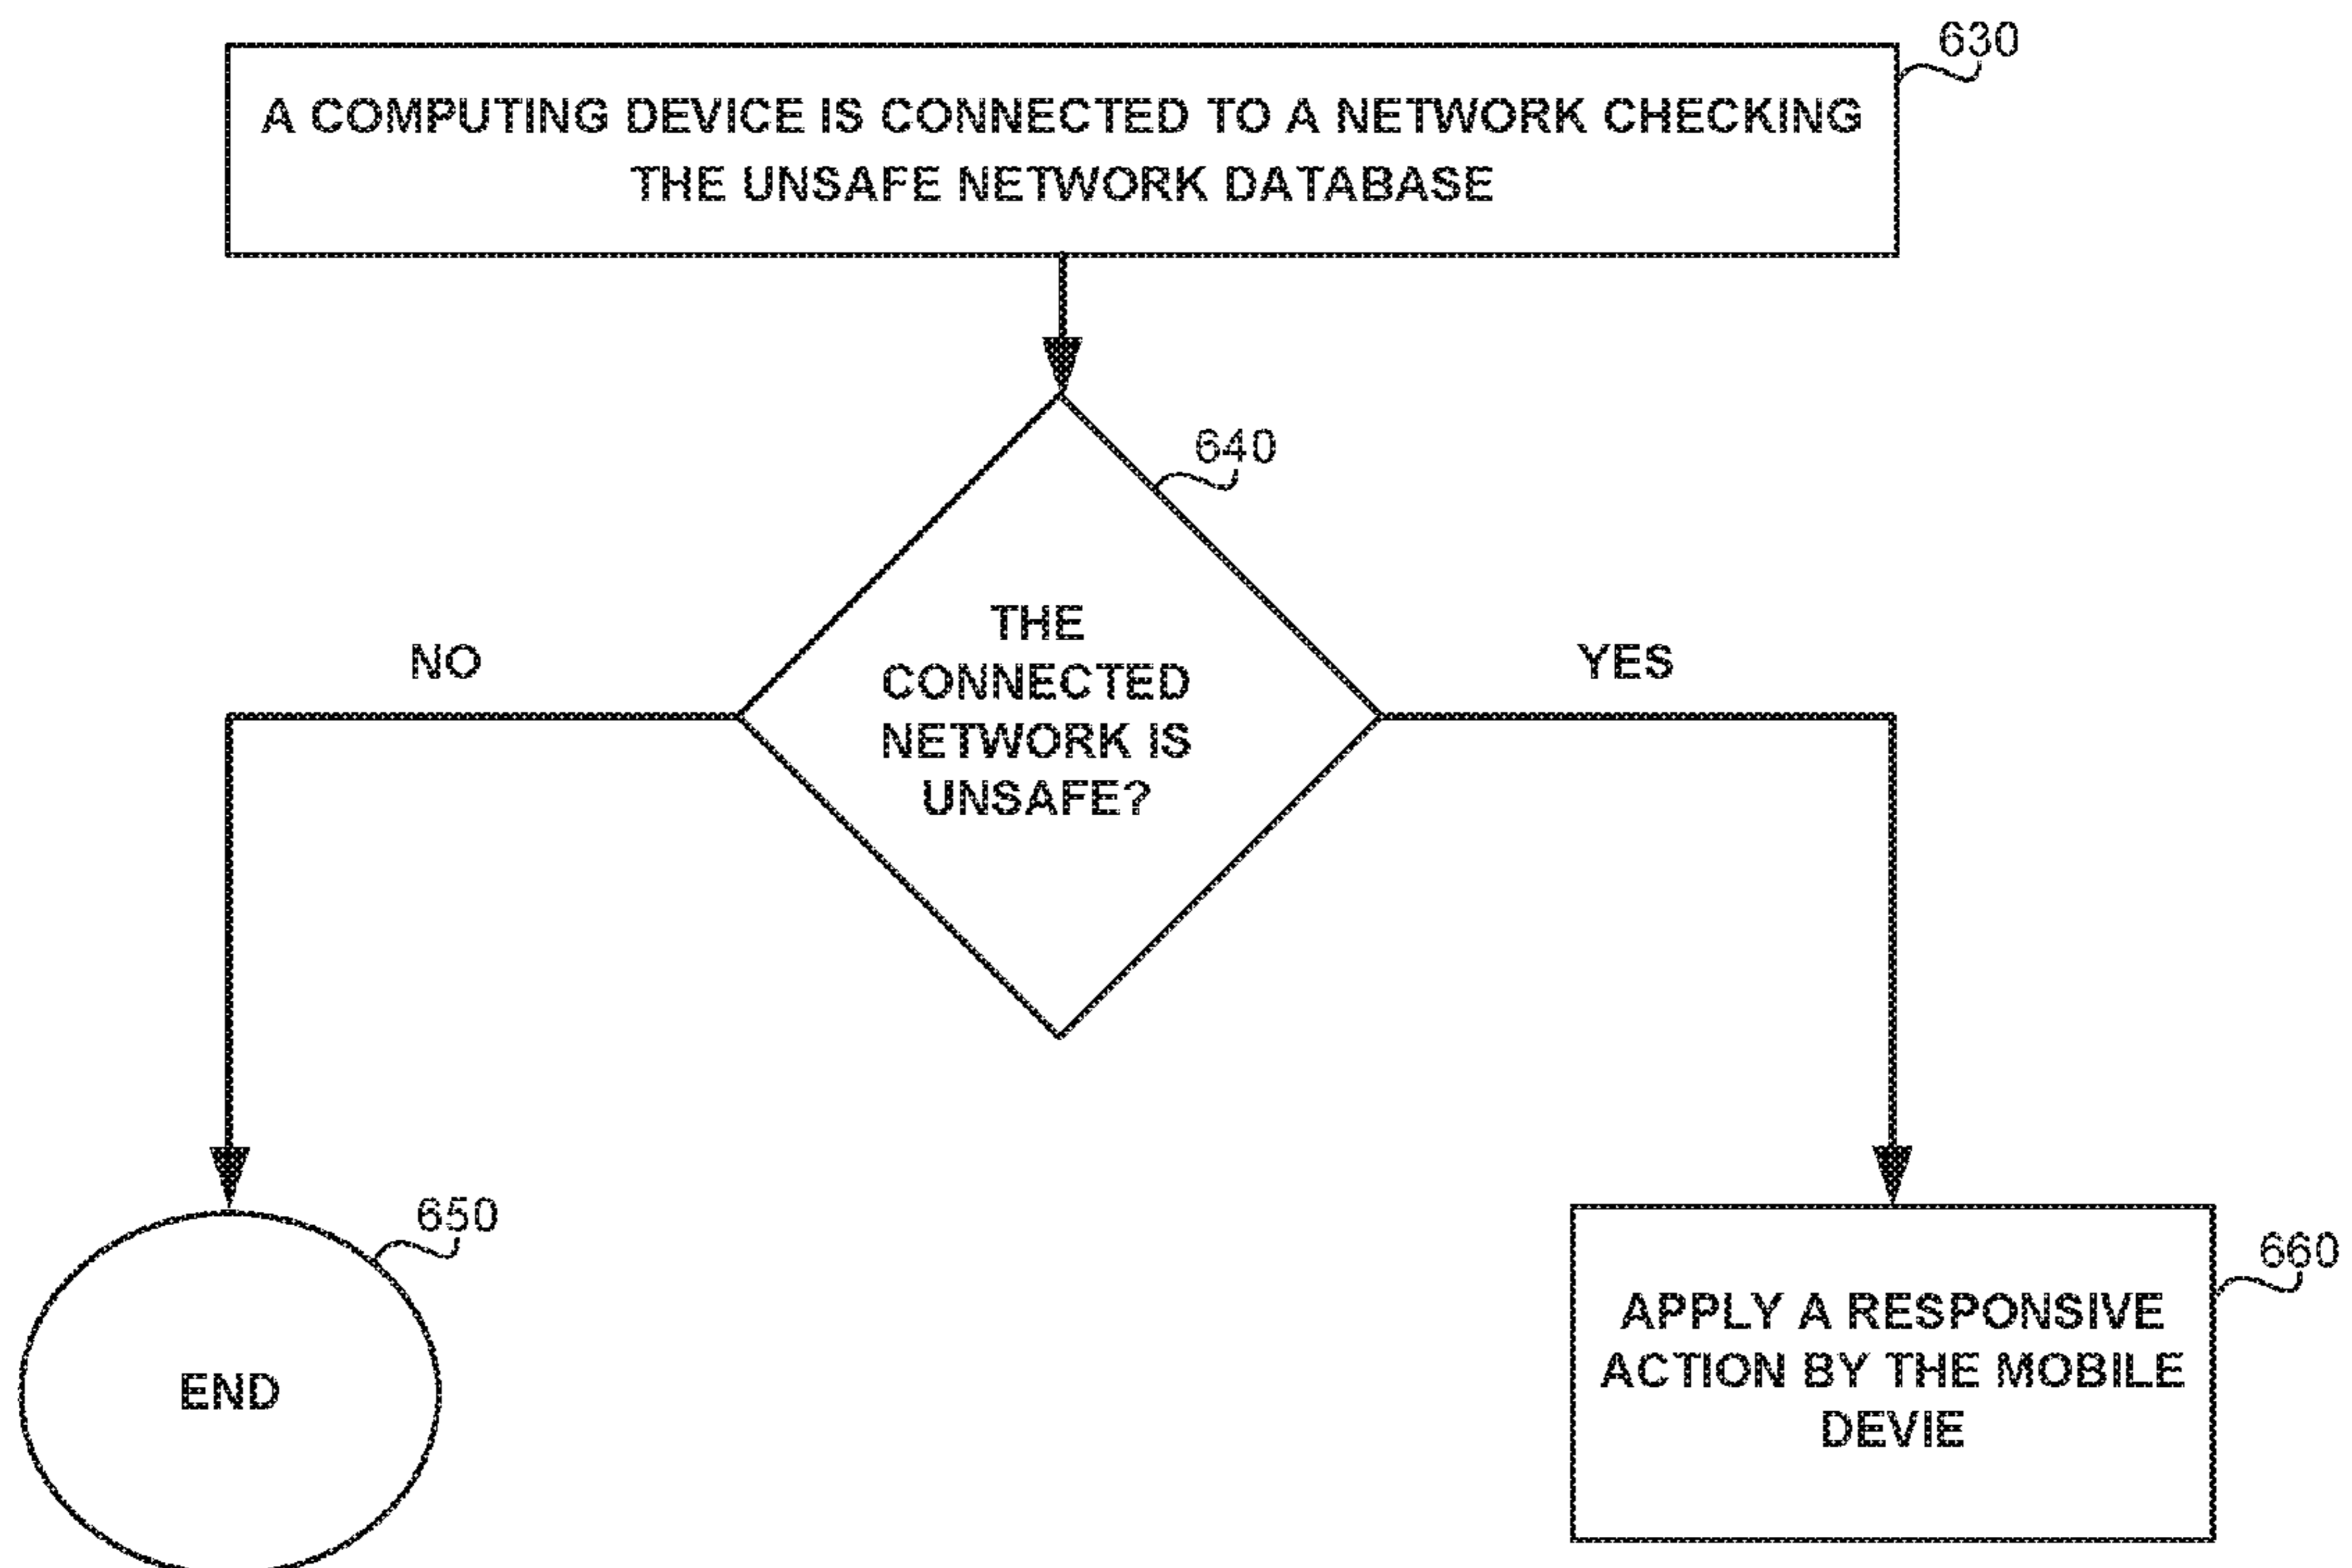 630
A COMPUTING DEVICE IS CONNECTED TO A NETWORK CHECKING
THE UNSAFE NETWORK DATABASE
640
THE
CONNECTED
NETWORK IS
UNSAFE?
NO
YES
650
END
660
APPLY A RESPONSIVE
ACTION BY THE MOBILE
DEVIE